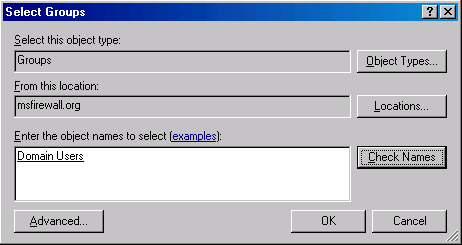 Select Groups
Select this object type:
Groups
Object Types...
From this location:
msfirewall.org
Locations...
Enter the object names to select (examples):
Domain Users
Check Names
Advanced...
OK
Cancel